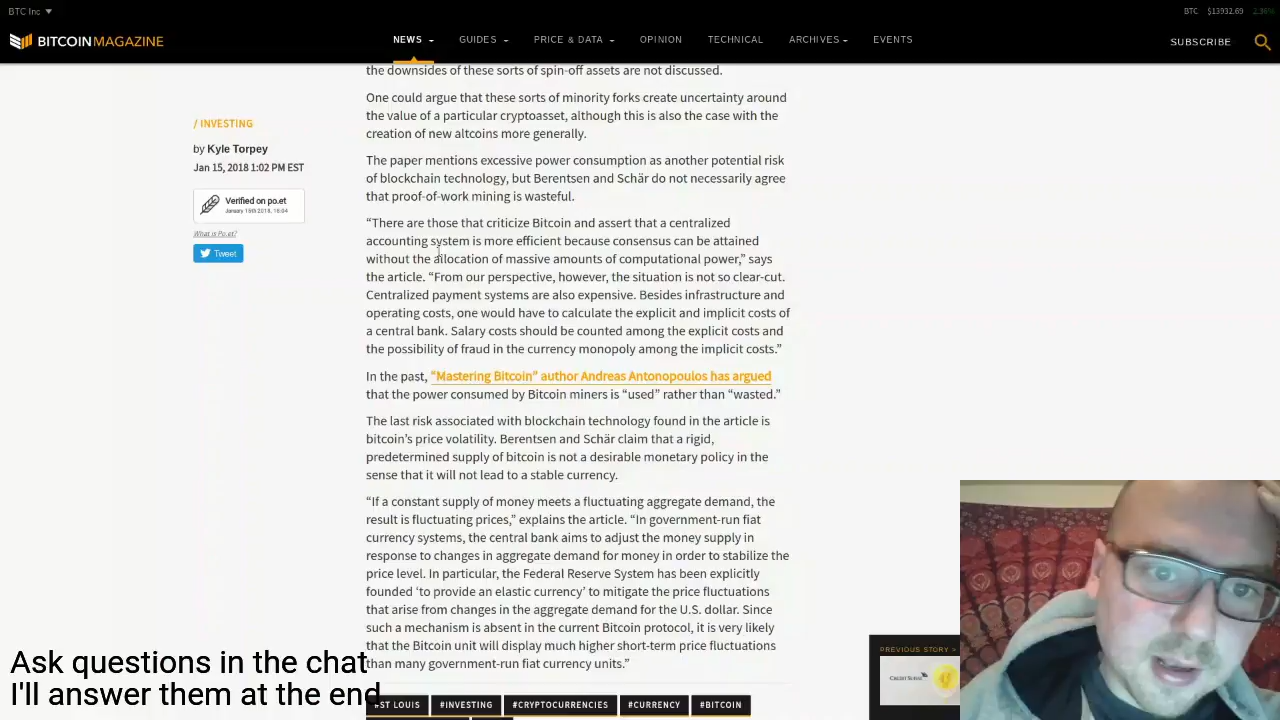 BTC Inc
BTC $13932.69 2.86%
BITCOINMAGAZINE
NEWS GUIDES PRICE & DATA OPINION TECHNICAL ARCHIVES EVENTS
SUBSCRIBE
the downsides of these sorts of spin-off assets are not discussed.
One could argue that these sorts of minority forks create uncertainty around
the value of a particular cryptoasset, although this is also the case with the
creation of new altcoins more generally.
/ INVESTING
by Kyle Torpey
Jan 15, 2018 1:02 PM EST
Verified on po.et
January 15th 2018, 18:04
What is Po.et?
Tweet
The paper mentions excessive power consumption as another potential risk
of blockchain technology, but Berentsen and Schär do not necessarily agree
that proof-of-work mining is wasteful.
“There are those that criticize Bitcoin and assert that a centralized
accounting system is more efficient because consensus can be attained
without the allocation of massive amounts of computational power,” says
the article. “From our perspective, however, the situation is not so clear-cut.
Centralized payment systems are also expensive. Besides infrastructure and
operating costs, one would have to calculate the explicit and implicit costs of
a central bank. Salary costs should be counted among the explicit costs and
the possibility of fraud in the currency monopoly among the implicit costs.”
In the past, “Mastering Bitcoin” author Andreas Antonopoulos has argued
that the power consumed by Bitcoin miners is “used” rather than “wasted.”
The last risk associated with blockchain technology found in the article is
bitcoin’s price volatility. Berentsen and Schär claim that a rigid,
predetermined supply of bitcoin is not a desirable monetary policy in the
sense that it will not lead to a stable currency.
“If a constant supply of money meets a fluctuating aggregate demand, the
result is fluctuating prices,” explains the article. “In government-run fiat
currency systems, the central bank aims to adjust the money supply in
response to changes in aggregate demand for money in order to stabilize the
price level. In particular, the Federal Reserve System has been explicitly
founded ‘to provide an elastic currency’ to mitigate the price fluctuations
that arise from changes in the aggregate demand for the U.S. dollar. Since
such a mechanism is absent in the current Bitcoin protocol, it is very likely
that the Bitcoin unit will display much higher short-term price fluctuations
than many government-run fiat currency units.”
ST LOUIS #INVESTING #CRYPTOCURRENCIES #CURRENCY #BITCOIN
PREVIOUS STORY >
Ask questions in the chat
I'll answer them at the end